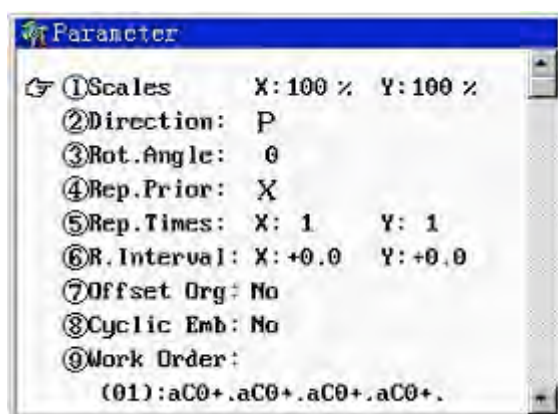 Parameter
①Scales X:100 % Y:100 %
②Direction: P
③Rot.Angle: 0
④Rep.Prior: X
⑤Rep.Times: X: 1 Y: 1
⑥R.Interval: X:+0.0 Y:+0.0
⑦Offset Org: No
⑧Cyclic Emb: No
⑨Work Order:
(01):aC0+.aC0+.aC0+.aC0+.